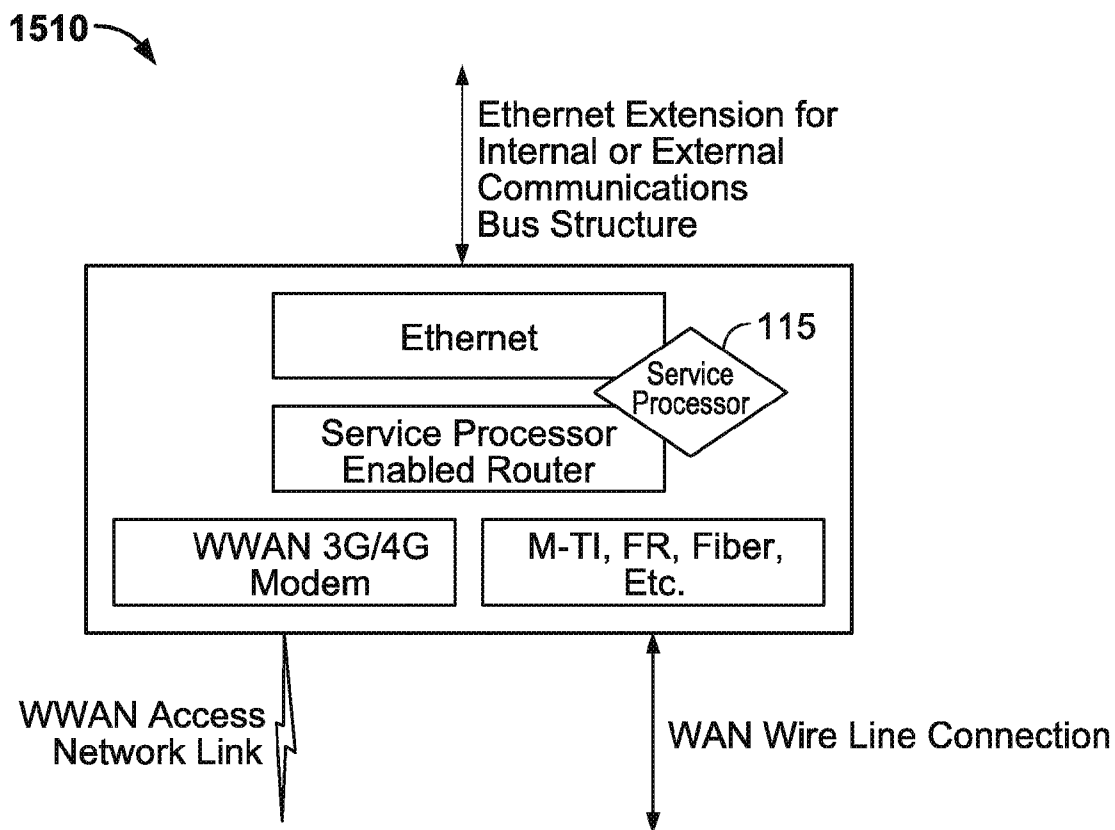 1510
Ethernet Extension for
Internal or External
Communications
Bus Structure
Ethernet
115
Service
Processor
Service Processor
Enabled Router
WWAN 3G/4G
Modem
M-TI, FR, Fiber,
Etc.
WWAN Access
Network Link
WAN Wire Line Connection